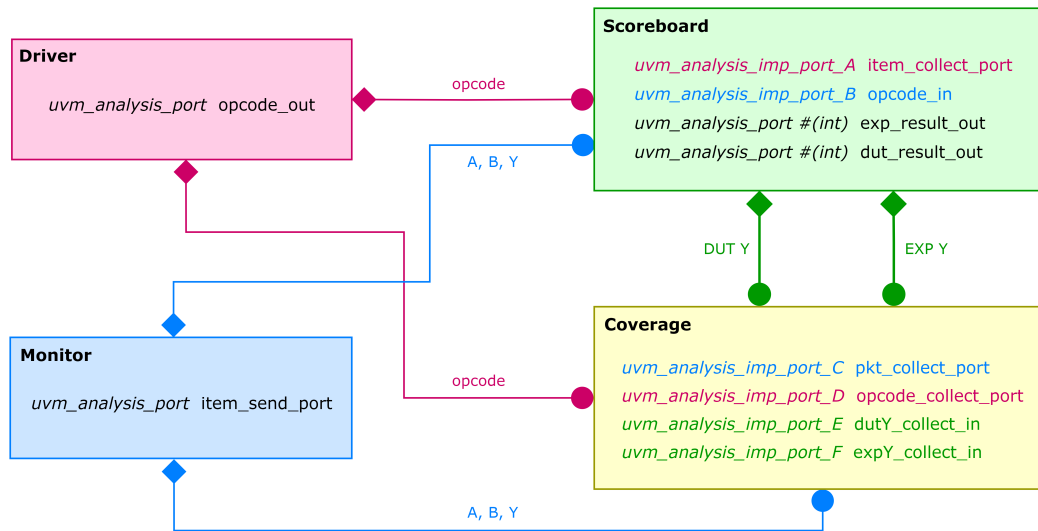 Driver
uvm_analysis_port opcode_out
opcode
A, B, Y
Scoreboard
uvm_analysis_imp_port_A item_collect_port
uvm_analysis_imp_port_B opcode_in
uvm_analysis_port #(int) exp_result_out
uvm_analysis_port #(int) dut_result_out
DUT Y
EXP Y
Monitor
uvm_analysis_port item_send_port
opcode
A, B, Y
Coverage
uvm_analysis_imp_port_C pkt_collect_port
uvm_analysis_imp_port_D opcode_collect_port
uvm_analysis_imp_port_E dutY_collect_in
uvm_analysis_imp_port_F expY_collect_in